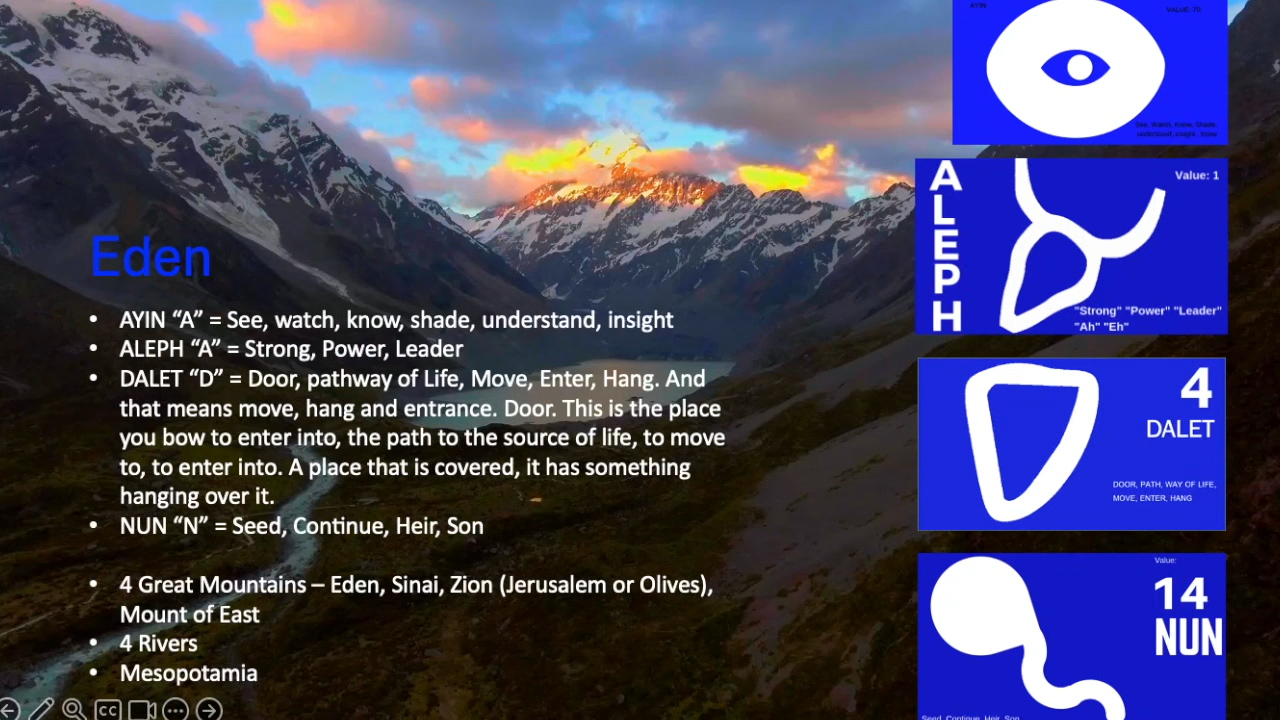 AYIN
VALUE: 70
See, Watch, Know, Shade,
understand, insight, know
ALEPH
Value: 1
"Strong" "Power" "Leader"
"Ah" "Eh"
Eden
• AYIN “A” = See, watch, know, shade, understand, insight
• ALEPH “A” = Strong, Power, Leader
• DALET “D” = Door, pathway of Life, Move, Enter, Hang. And
that means move, hang and entrance. Door. This is the place
you bow to enter into, the path to the source of life, to move
to, to enter into. A place that is covered, it has something
hanging over it.
• NUN “N” = Seed, Continue, Heir, Son
• 4 Great Mountains – Eden, Sinai, Zion (Jerusalem or Olives),
Mount of East
• 4 Rivers
• Mesopotamia
4
DALET
DOOR, PATH, WAY OF LIFE,
MOVE, ENTER, HANG
Value:
14
NUN
Seed, Continue, Heir, Son
CC